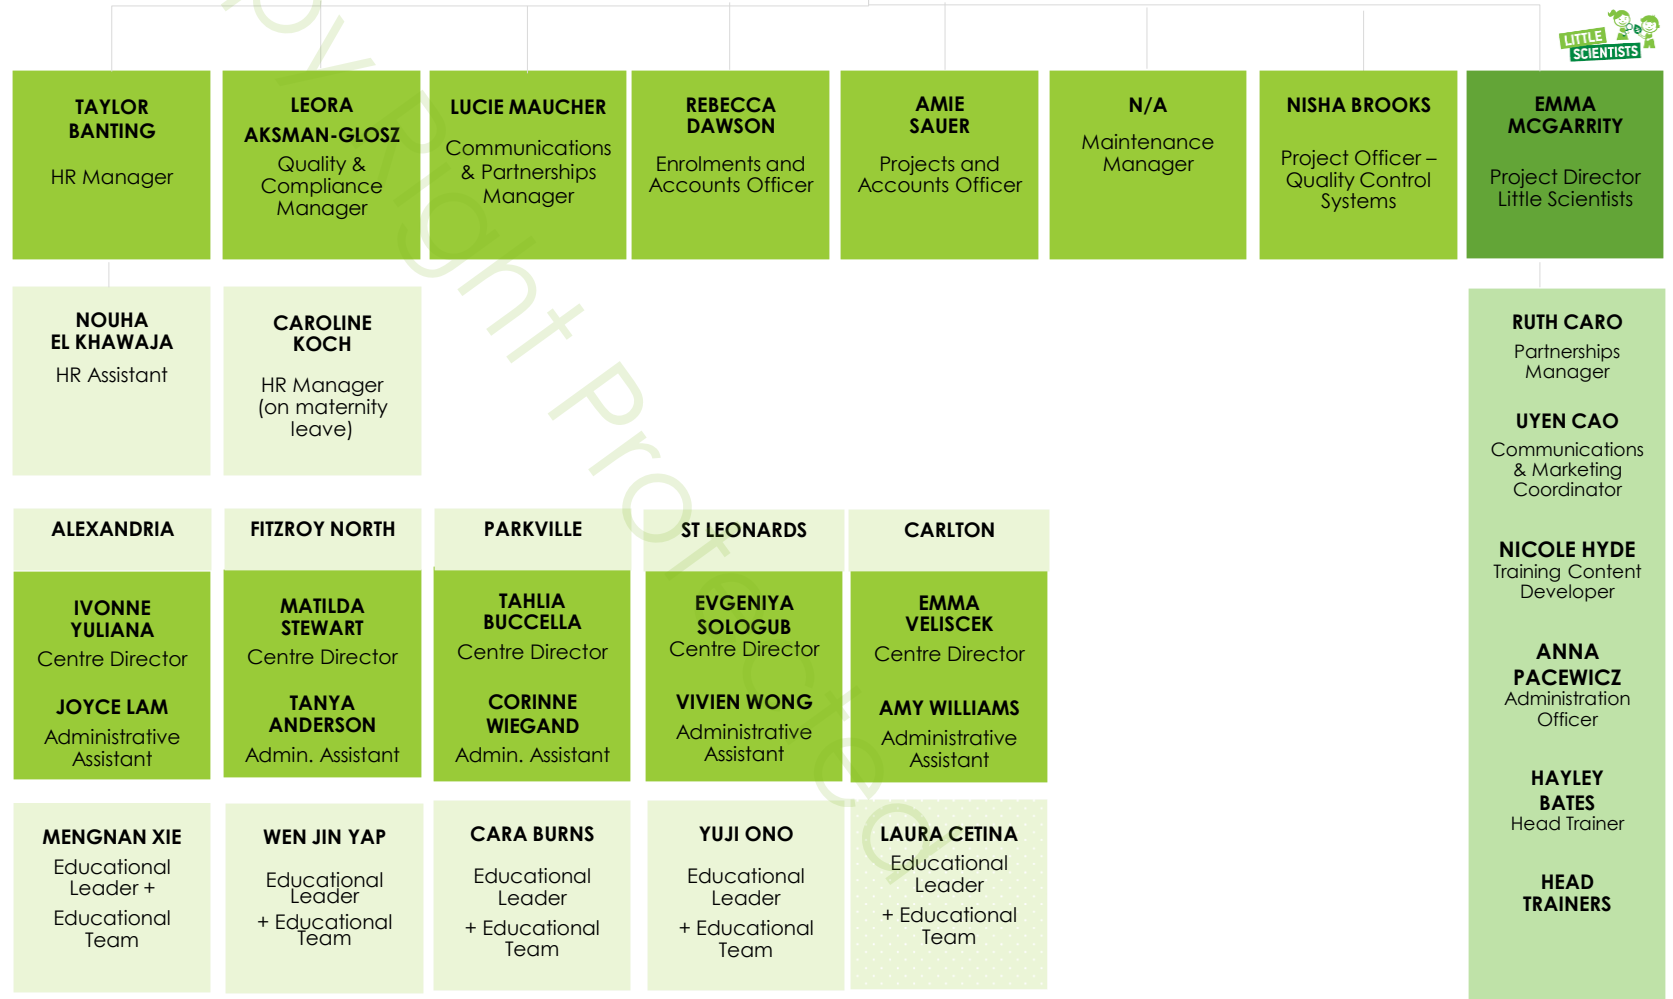 LITTLE
SCIENTISTS
TAYLOR
BANTING
HR Manager
LEORA
AKSMAN-GLOSZ
Quality &
Compliance
Manager
LUCIE MAUCHER
Communications
& Partnerships
Manager
REBECCA
DAWSON
Enrolments and
Accounts Officer
AMIE
SAUER
Projects and
Accounts Officer
N/A
Maintenance
Manager
NISHA BROOKS
Project Officer –
Quality Control
Systems
EMMA
MCGARRITY
Project Director
Little Scientists
NOUHA
EL KHAWAJA
HR Assistant
CAROLINE
KOCH
HR Manager
(on maternity
leave)
RUTH CARO
Partnerships
Manager
UYEN CAO
Communications
& Marketing
Coordinator
NICOLE HYDE
Training Content
Developer
ANNA
PACEWICZ
Administration
Officer
HAYLEY
BATES
Head Trainer
HEAD
TRAINERS
ALEXANDRIA
IVONNE
YULIANA
Centre Director
JOYCE LAM
Administrative
Assistant
MENGNAN XIE
Educational
Leader +
Educational
Team
FITZROY NORTH
MATILDA
STEWART
Centre Director
TANYA
ANDERSON
Admin. Assistant
WEN JIN YAP
Educational
Leader
+ Educational
Team
PARKVILLE
TAHLIA
BUCCELLA
Centre Director
CORINNE
WIEGAND
Admin. Assistant
CARA BURNS
Educational
Leader
+ Educational
Team
ST LEONARDS
EVGENIYA
SOLOGUB
Centre Director
VIVIEN WONG
Administrative
Assistant
YUJI ONO
Educational
Leader
+ Educational
Team
CARLTON
EMMA
VELISCEK
Centre Director
AMY WILLIAMS
Administrative
Assistant
LAURA CETINA
Educational
Leader
+ Educational
Team
Right Protected